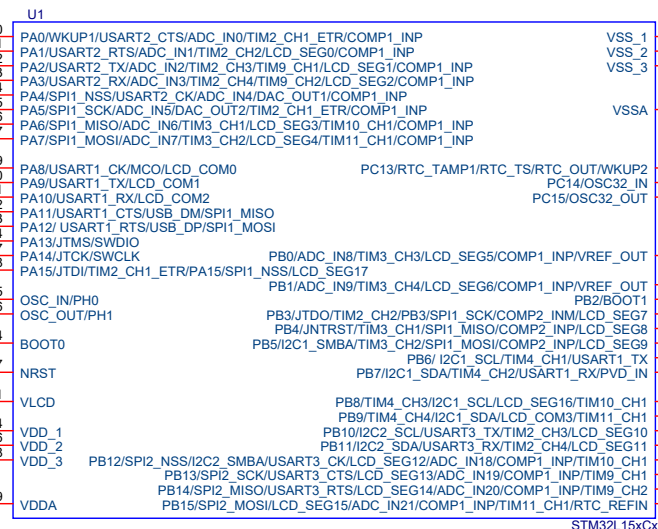 U1
PA0/WKUP1/USART2_CTS/ADC_IN0/TIM2_CH1_ETR/COMP1_INP
PA1/USART2_RTS/ADC_IN1/TIM2_CH2/LCD_SEG0/COMP1_INP
PA2/USART2_TX/ADC_IN2/TIM2_CH3/TIM9_CH1/LCD_SEG1/COMP1_INP
PA3/USART2_RX/ADC_IN3/TIM2_CH4/TIM9_CH2/LCD_SEG2/COMP1_INP
PA4/SPI1_NSS/USART2_CK/ADC_IN4/DAC_OUT1/COMP1_INP
PA5/SPI1_SCK/ADC_IN5/DAC_OUT2/TIM2_CH1_ETR/COMP1_INP
PA6/SPI1_MISO/ADC_IN6/TIM3_CH1/LCD_SEG3/TIM10_CH1/COMP1_INP
PA7/SPI1_MOSI/ADC_IN7/TIM3_CH2/LCD_SEG4/TIM11_CH1/COMP1_INP
PA8/USART1_CK/MCO/LCD_COM0
PA9/USART1_TX/LCD_COM1
PA10/USART1_RX/LCD_COM2
PA11/USART1_CTS/USB_DM/SPI1_MISO
PA12/ USART1_RTS/USB_DP/SPI1_MOSI
PA13/JTMS/SWDIO
PA14/JTCK/SWCLK
PA15/JTDI/TIM2_CH1_ETR/PA15/SPI1_NSS/LCD_SEG17
OSC_IN/PH0
OSC_OUT/PH1
BOOT0
NRST
VLCD
VDD_1
VDD_2
VDD_3
VDDA
VSS_1
VSS_2
VSS_3
VSSA
PC13/RTC_TAMP1/RTC_TS/RTC_OUT/WKUP2
PC14/OSC32_IN
PC15/OSC32_OUT
PB0/ADC_IN8/TIM3_CH3/LCD_SEG5/COMP1_INP/VREF_OUT
PB1/ADC_IN9/TIM3_CH4/LCD_SEG6/COMP1_INP/VREF_OUT
PB2/BOOT1
PB3/JTDO/TIM2_CH2/PB3/SPI1_SCK/COMP2_INM/LCD_SEG7
PB4/JNTRST/TIM3_CH1/SPI1_MISO/COMP2_INP/LCD_SEG8
PB5/I2C1_SMBA/TIM3_CH2/SPI1_MOSI/COMP2_INP/LCD_SEG9
PB6/ I2C1_SCL/TIM4_CH1/USART1_TX
PB7/I2C1_SDA/TIM4_CH2/USART1_RX/PVD_IN
PB8/TIM4_CH3/I2C1_SCL/LCD_SEG16/TIM10_CH1
PB9/TIM4_CH4/I2C1_SDA/LCD_COM3/TIM11_CH1
PB10/I2C2_SCL/USART3_TX/TIM2_CH3/LCD_SEG10
PB11/I2C2_SDA/USART3_RX/TIM2_CH4/LCD_SEG11
PB12/SPI2_NSS/I2C2_SMBA/USART3_CK/LCD_SEG12/ADC_IN18/COMP1_INP/TIM10_CH1
PB13/SPI2_SCK/USART3_CTS/LCD_SEG13/ADC_IN19/COMP1_INP/TIM9_CH1
PB14/SPI2_MISO/USART3_RTS/LCD_SEG14/ADC_IN20/COMP1_INP/TIM9_CH2
PB15/SPI2_MOSI/LCD_SEG15/ADC_IN21/COMP1_INP/TIM11_CH1/RTC_REFIN
STM32L15xCx